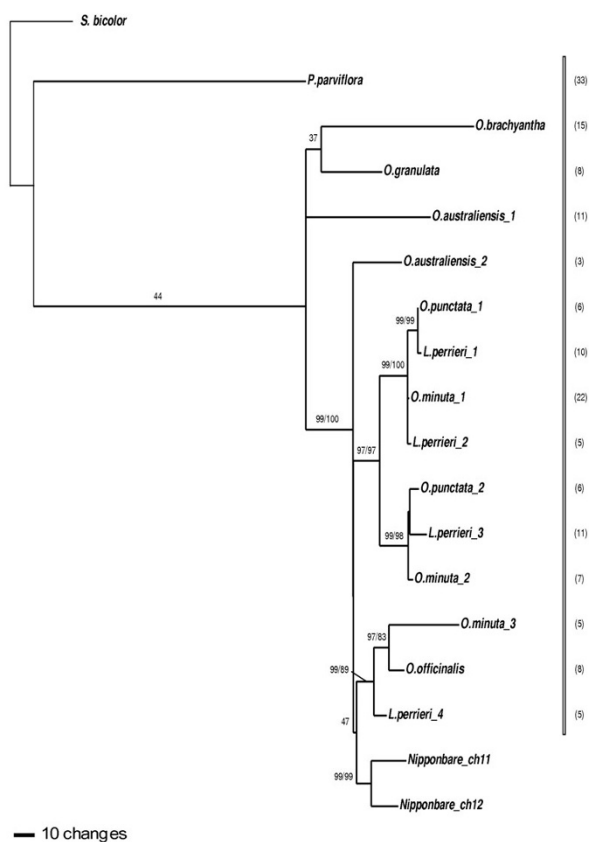 S. bicolor
P.parviflora (33)
O.brachyantha (15)
37
O.granulata (8)
O.australiensis_1 (11)
O.australiensis_2 (3)
44
O.punctata_1 (6)
99/99
L.perrieri_1 (10)
99/100
O.minuta_1 (22)
99/100
L.perrieri_2 (5)
97/97
O.punctata_2 (6)
L.perrieri_3 (11)
99/98
O.minuta_2 (7)
O.minuta_3 (5)
97/83
99/89
O.officinalis (8)
L.perrieri_4 (5)
47
Nipponbare_ch11
99/99
Nipponbare_ch12
10 changes